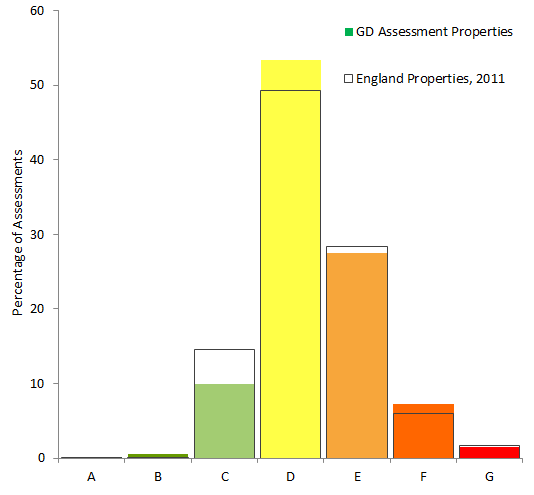 60
GD Assessment Properties
50
England Properties, 2011
40
30
20
10
0
Percentage of Assessments
A B C D E F G